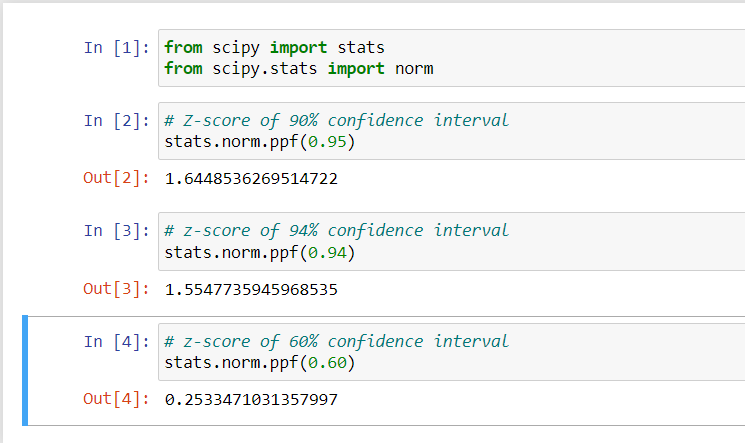 In [1]: from scipy import stats
from scipy.stats import norm
In [2]: # Z-score of 90% confidence interval
stats.norm.ppf(0.95)
Out[2]: 1.6448536269514722
In [3]: # z-score of 94% confidence interval
stats.norm.ppf(0.94)
Out[3]: 1.5547735945968535
In [4]: # z-score of 60% confidence interval
stats.norm.ppf(0.60)
Out[4]: 0.2533471031357997